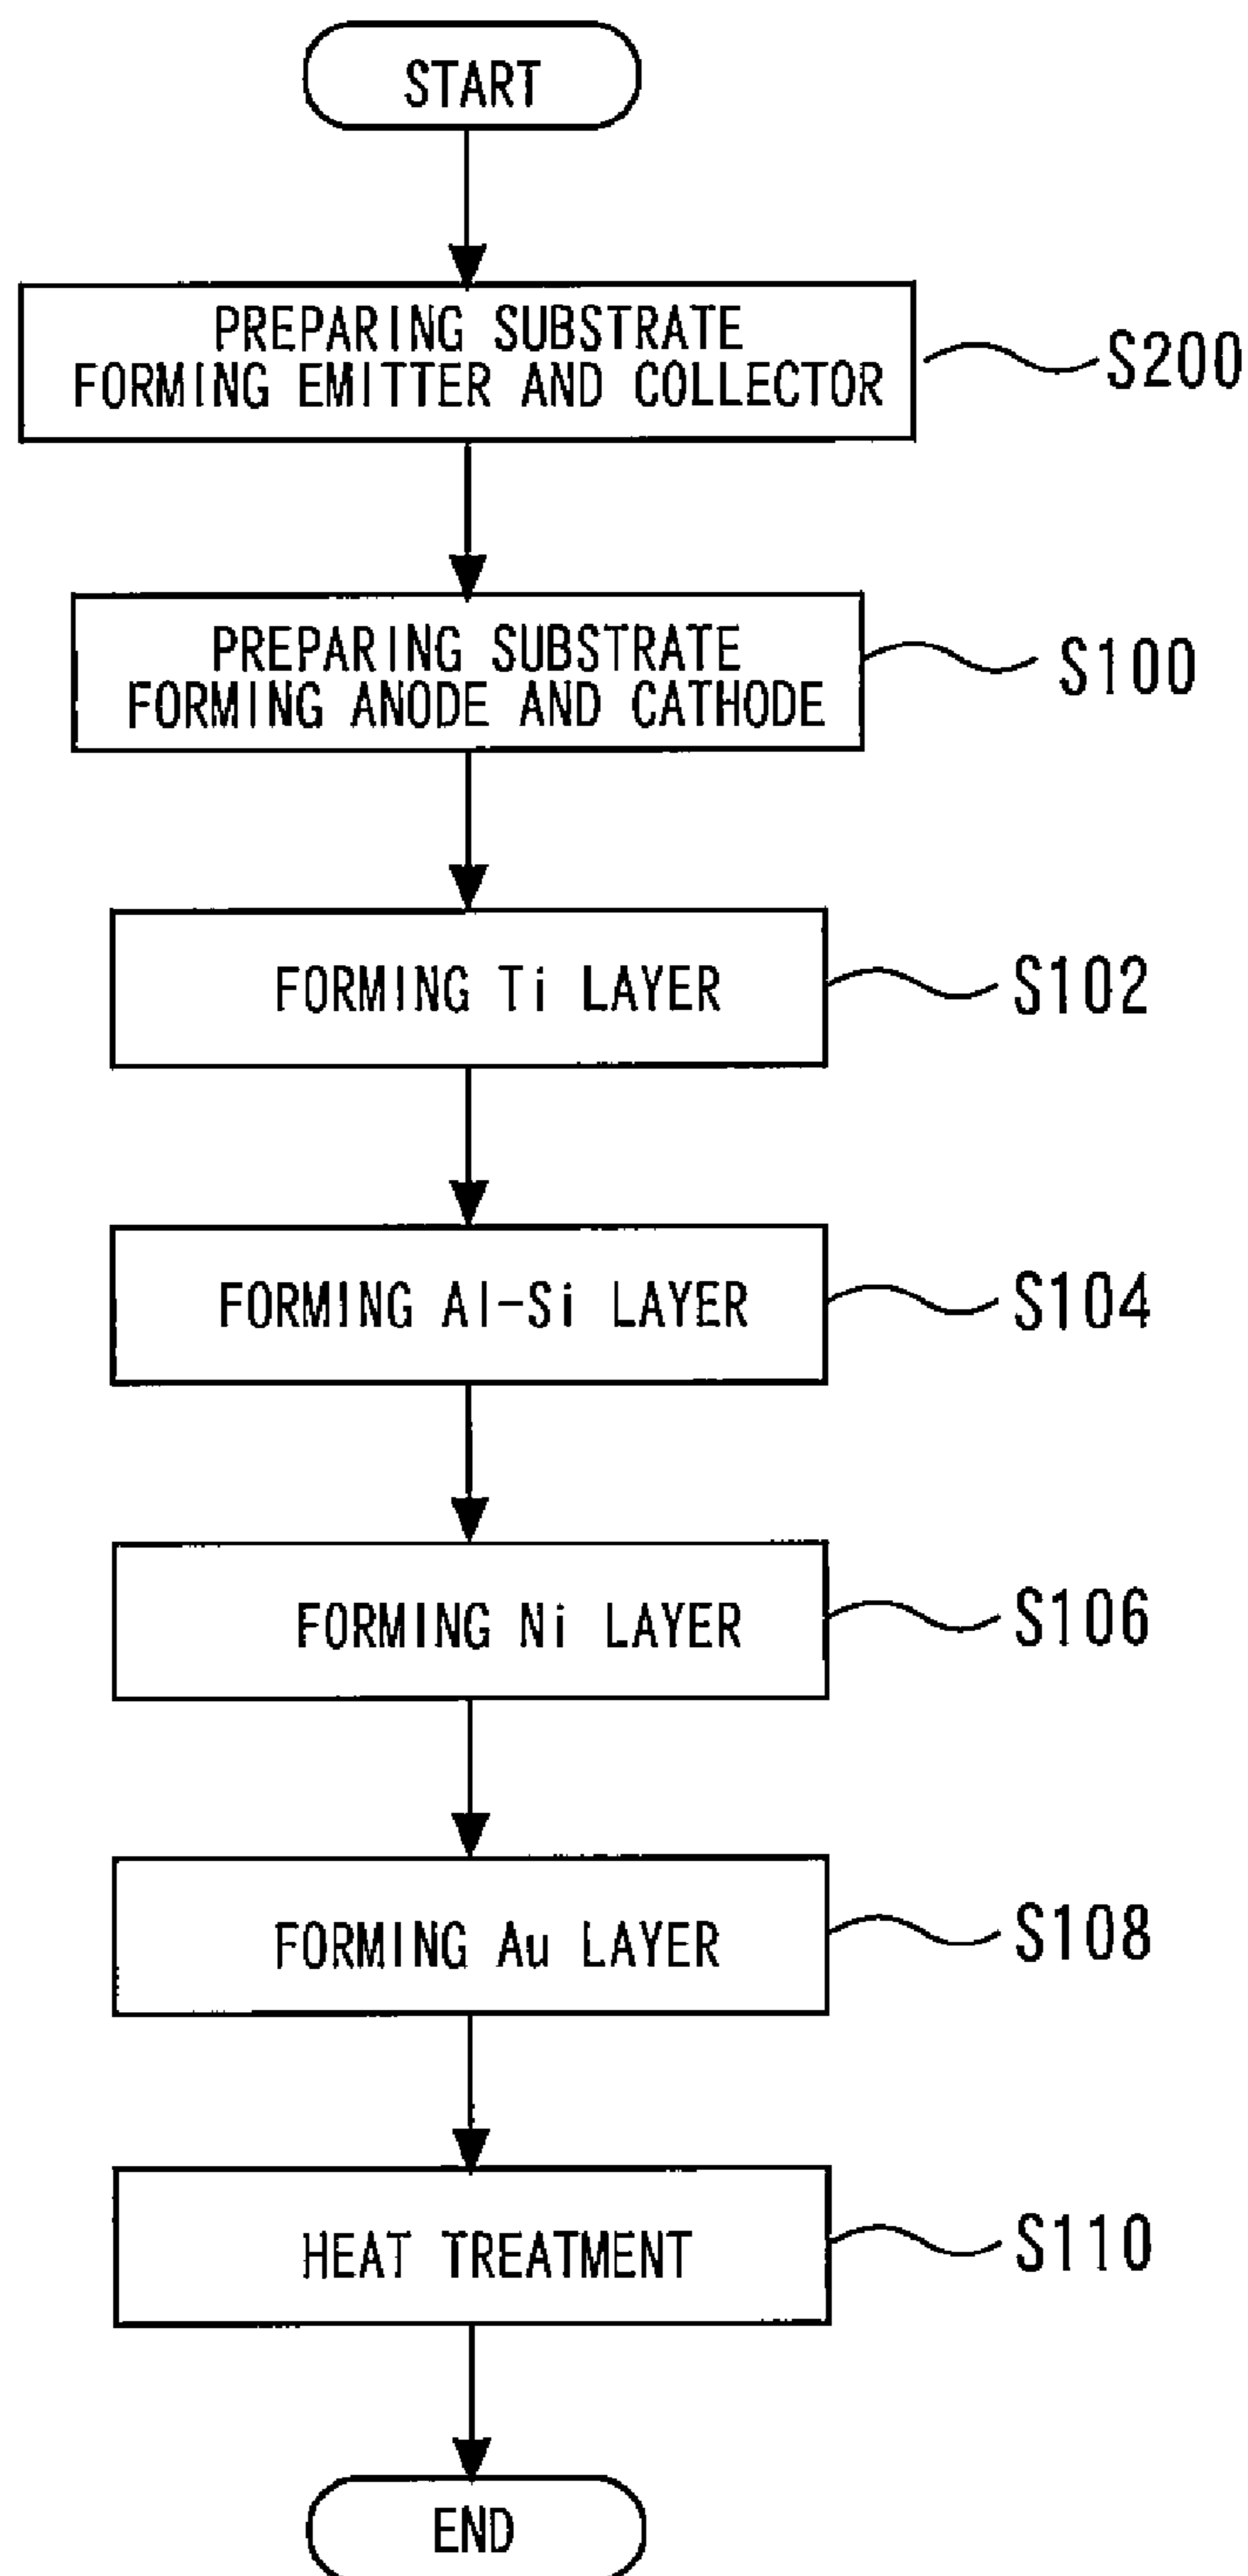 START
PREPARING SUBSTRATE
FORMING EMITTER AND COLLECTOR
S200
PREPARING SUBSTRATE
FORMING ANODE AND CATHODE
S100
FORMING Ti LAYER
S102
FORMING Al-Si LAYER
S104
FORMING Ni LAYER
S106
FORMING Au LAYER
S108
HEAT TREATMENT
S110
END